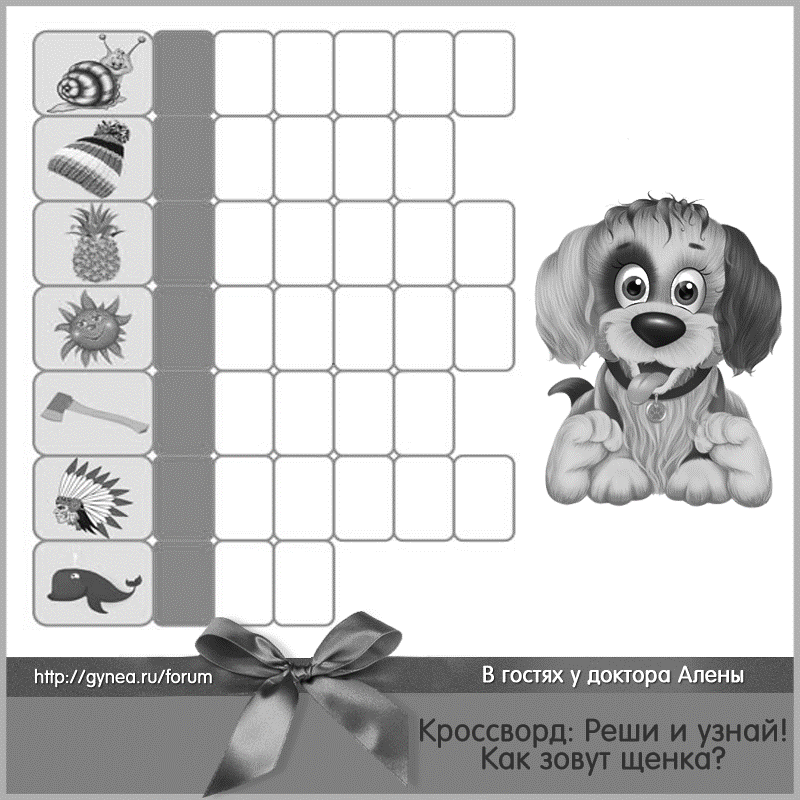 http://gynea.ru/forum
В гостях у доктора Алены
Кроссворд: Реши и узнай!
Как зовут щенка?